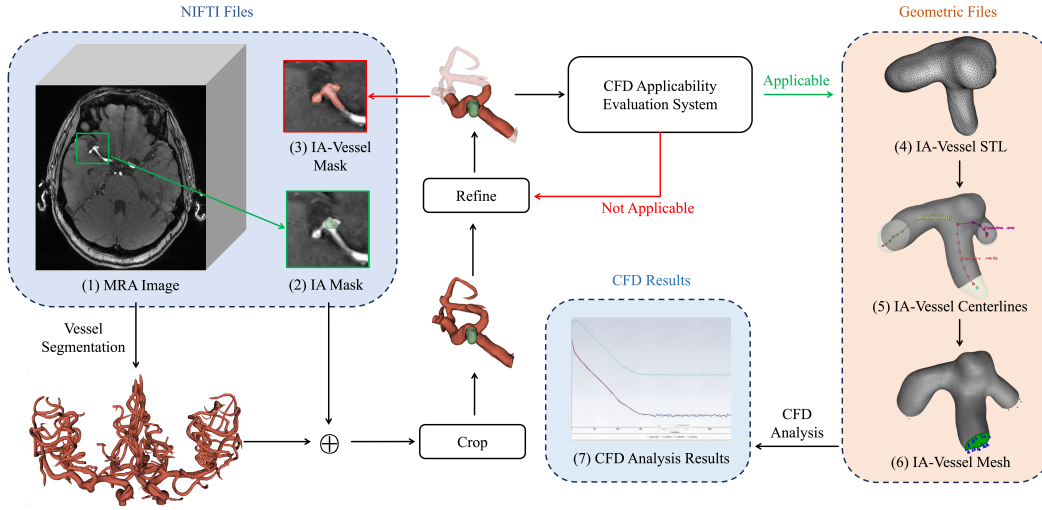 NIFTI Files
Geometric Files
(3) IA-Vessel
Mask
(1) MRA Image
(2) IA Mask
CFD Applicability
Evaluation System
Applicable
Refine
Not Applicable
(4) IA-Vessel STL
(5) IA-Vessel Centerlines
(6) IA-Vessel Mesh
Vessel
Segmentation
Crop
CFD Results
(7) CFD Analysis Results
CFD
Analysis